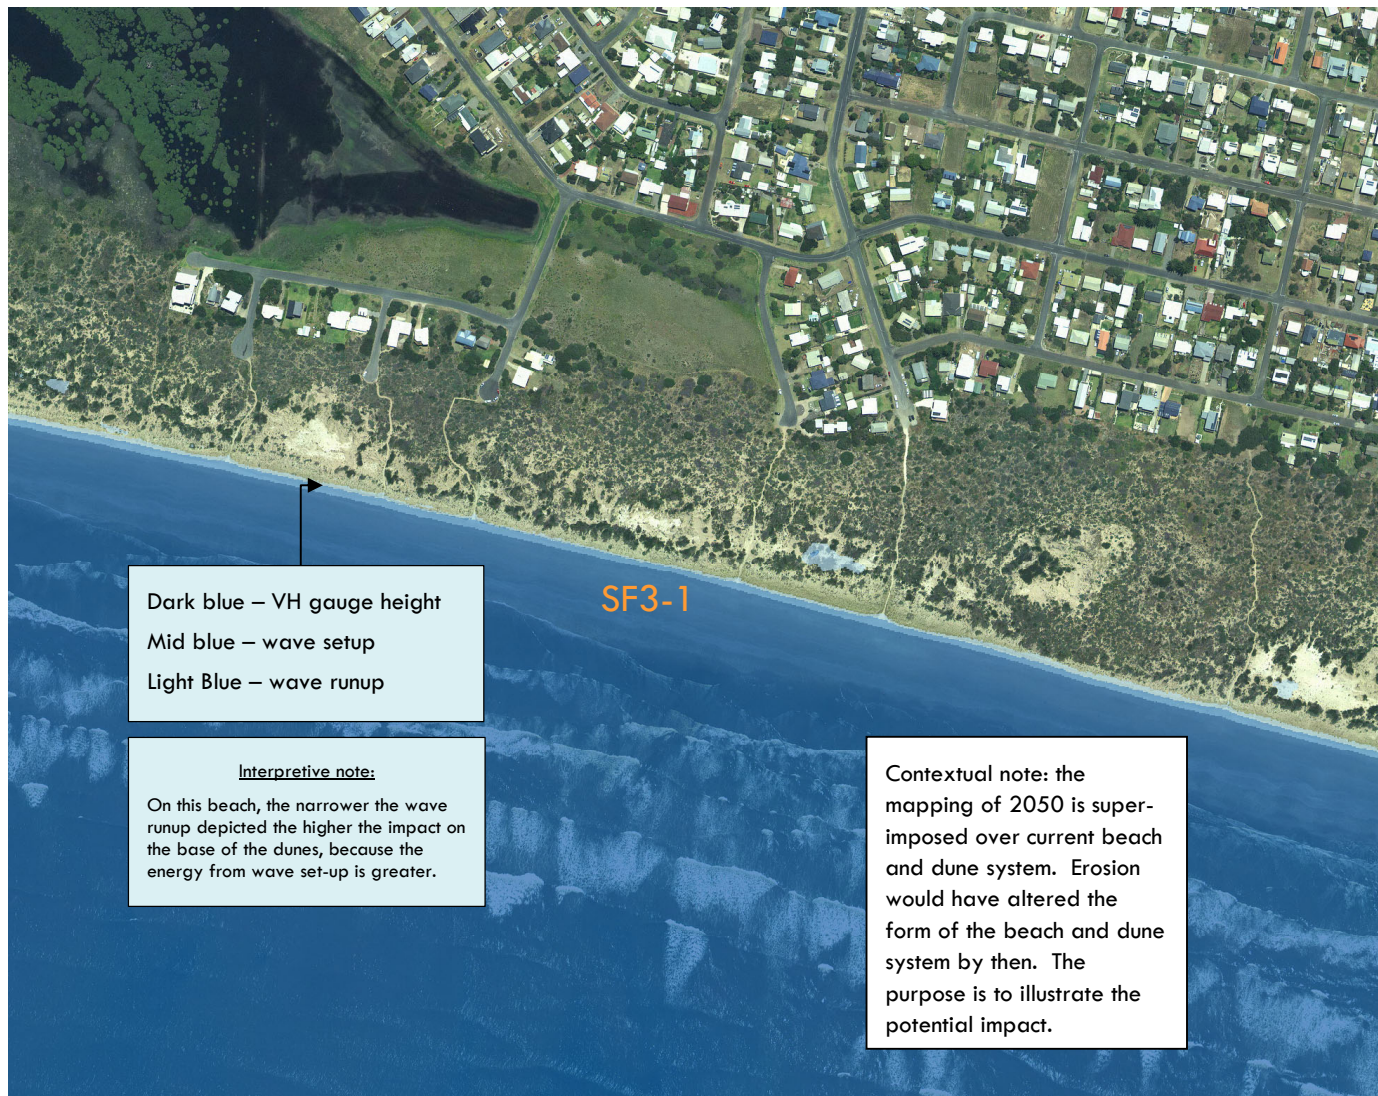 SF3-1
Dark blue – VH gauge height
Mid blue – wave setup
Light Blue – wave runup
Interpretive note:
On this beach, the narrower the wave
runup depicted the higher the impact on
the base of the dunes, because the
energy from wave set-up is greater.
Contextual note: the
mapping of 2050 is super-
imposed over current beach
and dune system.  Erosion
would have altered the
form of the beach and dune
system by then.  The
purpose is to illustrate the
potential impact.